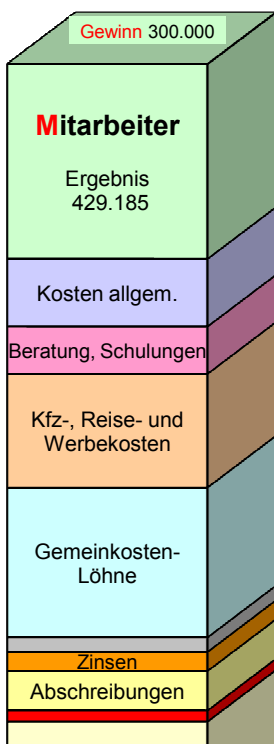 Gewinn 300.000
Mitarbeiter
Ergebnis
429.185
Kosten allgem.
Beratung, Schulungen
Kfz-, Reise- und
Werbekosten
Gemeinkosten-
Löhne
Zinsen
Abschreibungen